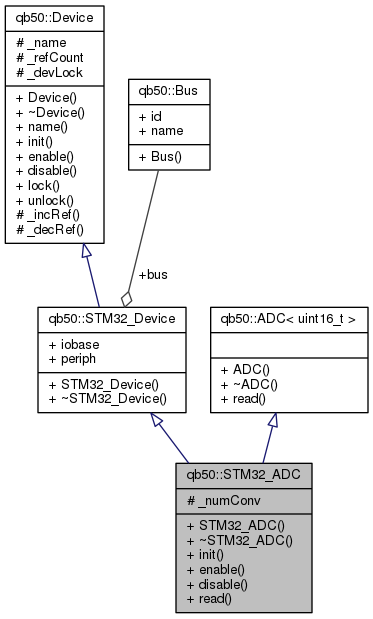 qb50::Device
# _name
# _refCount
# _devLock
+ Device()
+ ~Device()
+ name()
+ init()
+ enable()
+ disable()
+ lock()
+ unlock()
# _incRef()
# _decRef()
qb50::Bus
+ id
+ name
+ Bus()
+bus
qb50::STM32_Device
+ iobase
+ periph
+ STM32_Device()
+ ~STM32_Device()
qb50::ADC< uint16_t >
+ ADC()
+ ~ADC()
+ read()
qb50::STM32_ADC
# _numConv
+ STM32_ADC()
+ ~STM32_ADC()
+ init()
+ enable()
+ disable()
+ read()